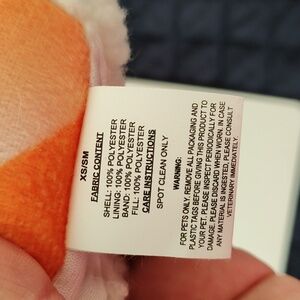 XS/SM
FABRIC CONTENT
SHELL: 100% POLYESTER
LINING: 100% POLYESTER
BAND: 100% POLYESTER
FILL: 100% POLYESTER
CARE INSTRUCTIONS
SPOT CLEAN ONLY
WARNING:
FOR PETS ONLY. REMOVE ALL PACKAGING AND
PLASTIC TAGS BEFORE GIVING THIS PRODUCT TO
YOUR PET. PLEASE INSPECT PERIODICALLY FOR
DAMAGE. PLEASE DISCARD WHEN WORN. IN CASE
ANY MATERIAL IS INGESTED, PLEASE CONSULT
VETERINARY IMMEDIATELY